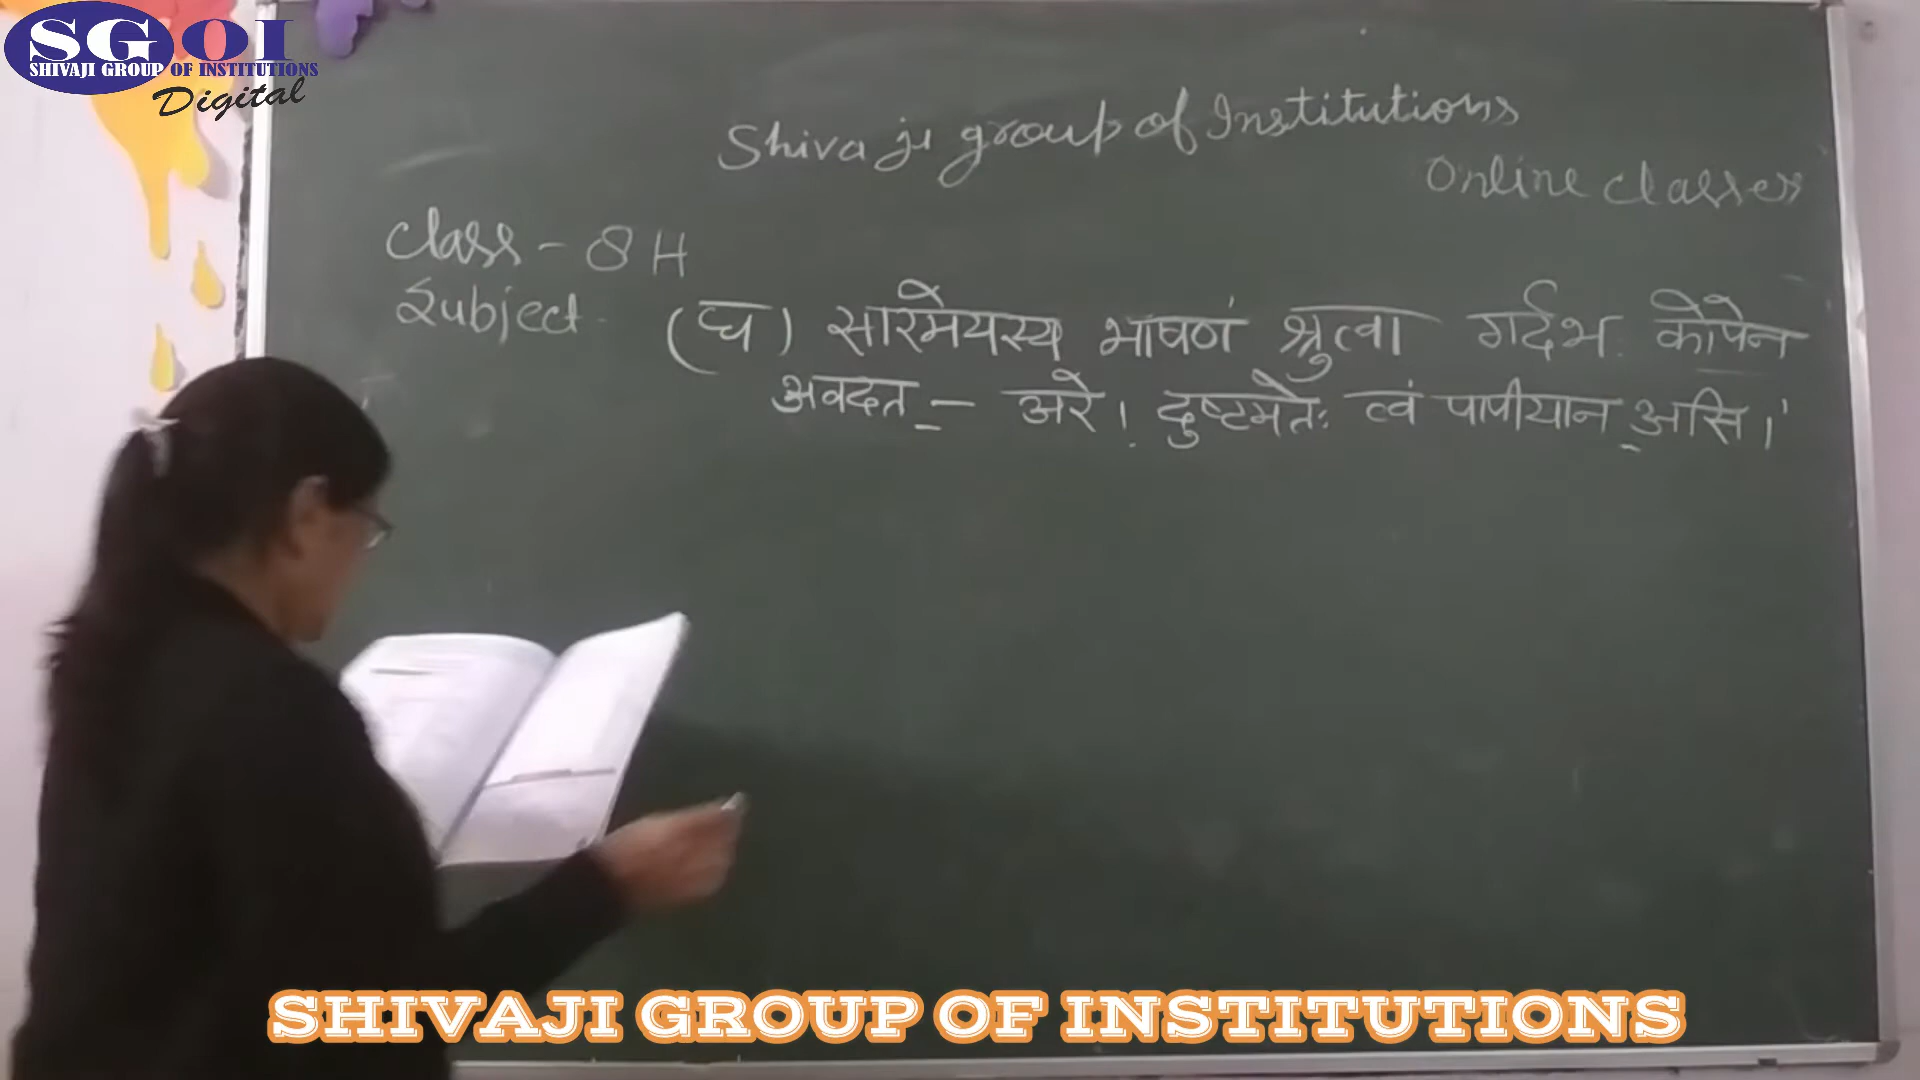 SGOI
SHIVAJI GROUP OF INSTITUTIONS
Digital
Shivaji group of Institutions
Online classes
Class - 8 H
Subject -
(घ) सारमेयस्य भाषणं श्रुत्वा गर्दभः कोपेन
अवदत् - अरे! दुष्टमतेः त्वं पापीयान् असि।'
SHIVAJI GROUP OF INSTITUTIONS